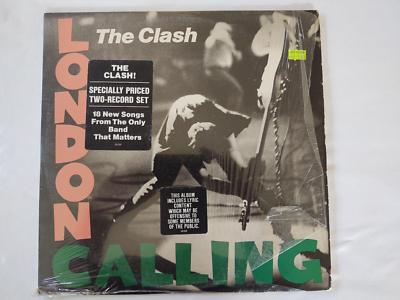 The Clash
LONDON
CALLING
THE
CLASH!
SPECIALLY PRICED
TWO-RECORD SET
18 New Songs
From The Only
Band
That Matters
THIS ALBUM
INCLUDES LYRIC
CONTENT
WHICH MAY BE
OFFENSIVE TO
SOME MEMBERS
OF THE PUBLIC.